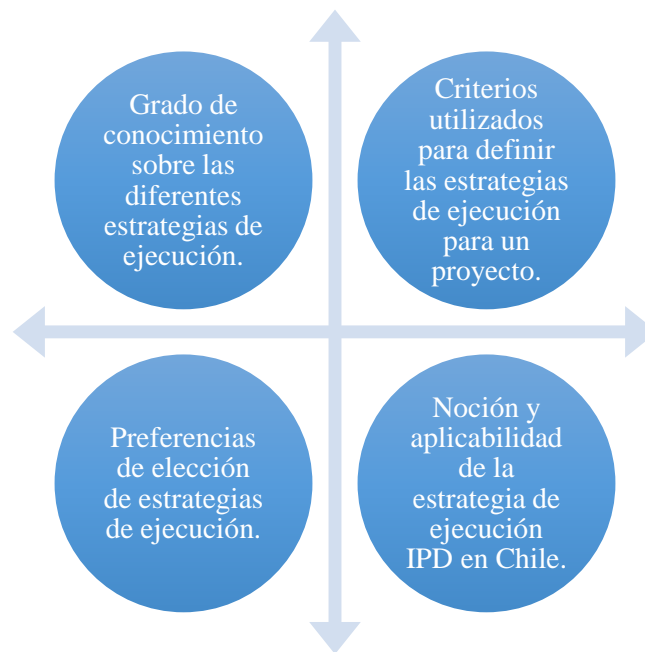 Grado de
conocimiento
sobre las
diferentes
estrategias de
ejecución.
Criterios
utilizados
para definir
las estrategias
de ejecución
para un
proyecto.
Preferencias
de elección
de estrategias
de ejecución.
Noción y
aplicabilidad
de la
estrategia de
ejecución
IPD en Chile.